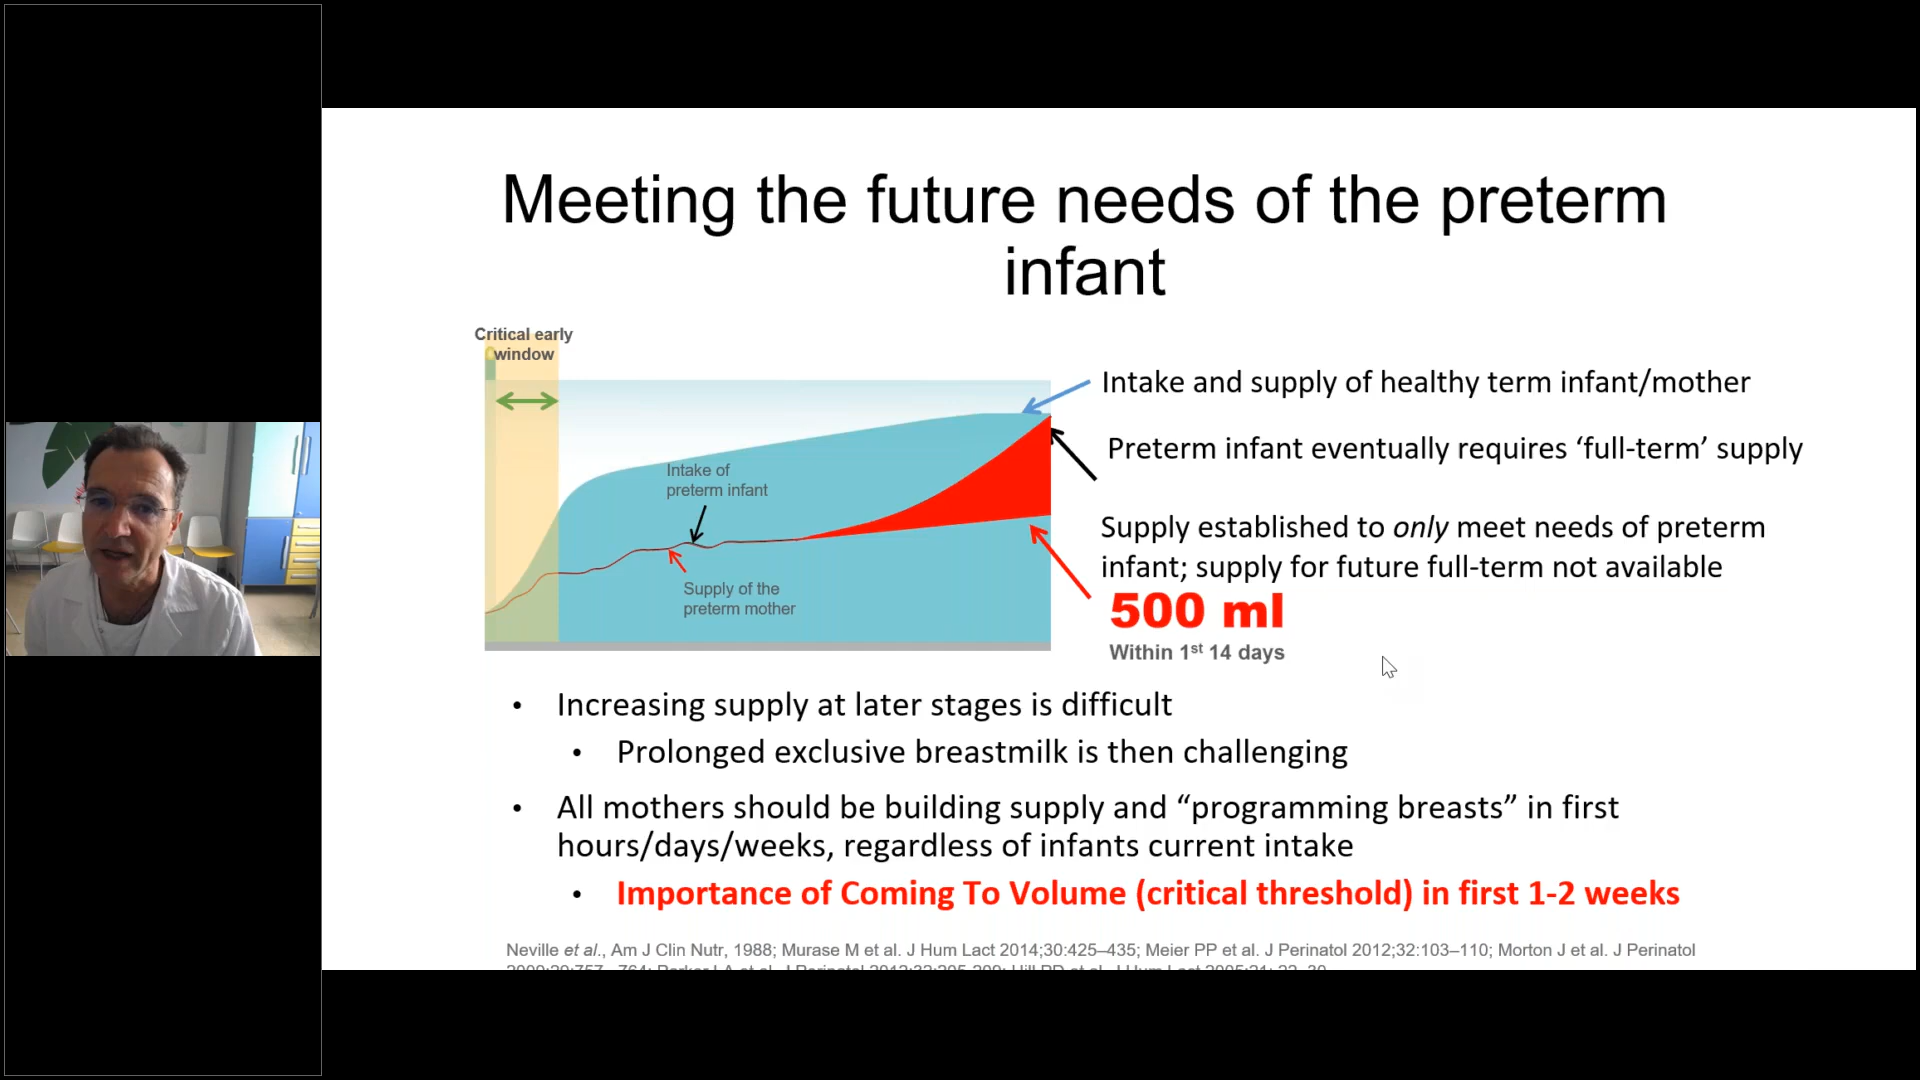 Meeting the future needs of the preterm
infant
Critical early
window
Intake of
preterm infant
Supply of the
preterm mother
Intake and supply of healthy term infant/mother
Preterm infant eventually requires ‘full-term’ supply
Supply established to only meet needs of preterm
infant; supply for future full-term not available
500 ml
Within 1st 14 days
• Increasing supply at later stages is difficult
• Prolonged exclusive breastmilk is then challenging
• All mothers should be building supply and “programming breasts” in first
hours/days/weeks, regardless of infants current intake
• Importance of Coming To Volume (critical threshold) in first 1-2 weeks
Neville et al., Am J Clin Nutr, 1988; Murase M et al. J Hum Lact 2014;30:425–435; Meier PP et al. J Perinatol 2012;32:103–110; Morton J et al. J Perinatol